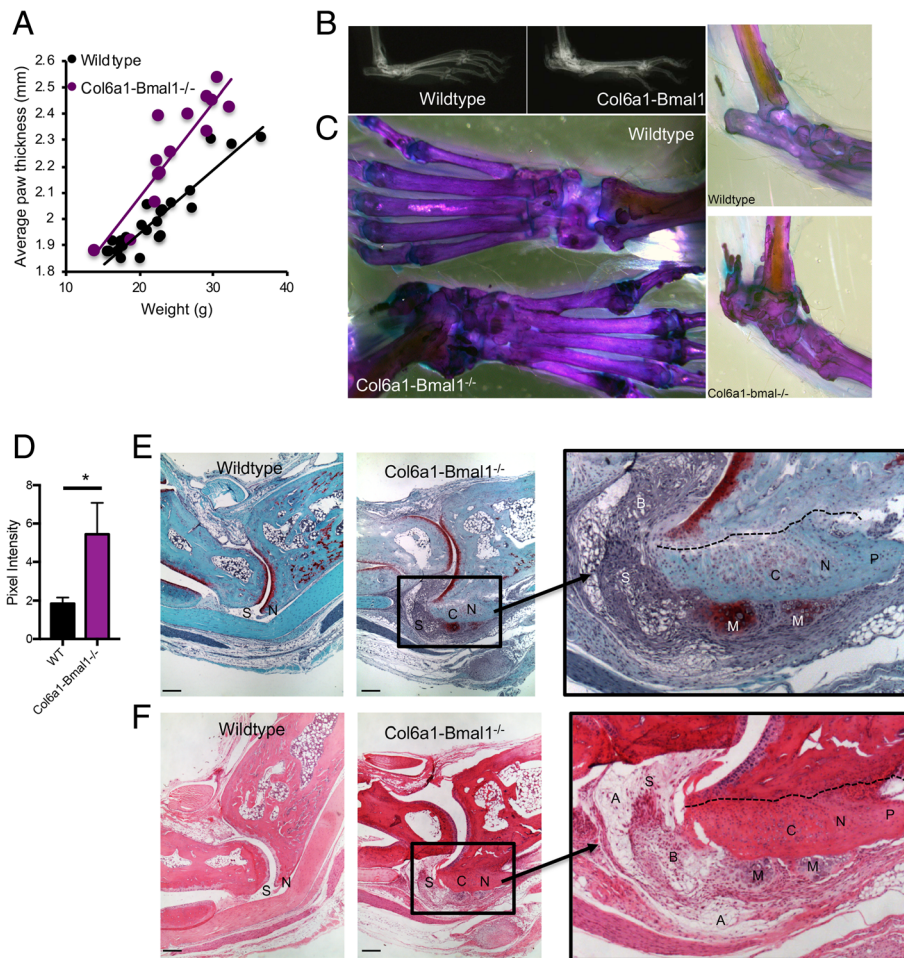 A
Wildtype
Col6a1-Bmal1-/-
Average paw thickness (mm)
2.6
2.5
2.4
2.3
2.2
2.1
2
1.9
1.8
10
20
30
40
Weight (g)
B
Wildtype
Col6a1-Bmal1
C
Wildtype
Col6a1-Bmal1-/-
Wildtype
Col6a1-bmal-/-
D
*
Pixel Intensity
8
6
4
2
0
WT
Col6a1-Bmal1-/-
E
Wildtype
S N
Col6a1-Bmal1-/-
S C N
B
S
C
N
P
M M
F
Wildtype
S N
Col6a1-Bmal1-/-
S C N
A
S
B
C
N
P
M M
A